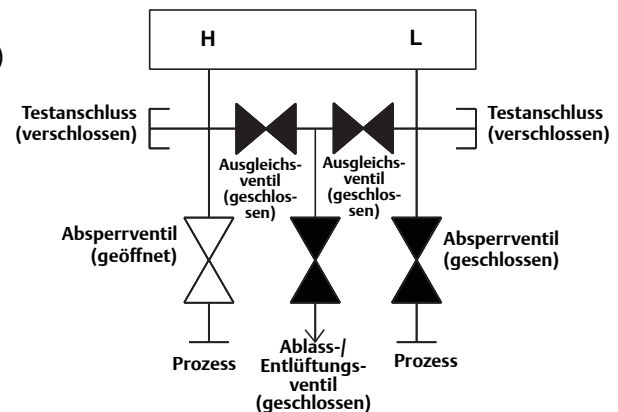 )
H
L
Testanschluss
(verschlossen)
Testanschluss
(verschlossen)
Ausgleichs-
ventil
(geschlos-
sen)
Ausgleichs-
ventil
(geschlos-
sen)
Absperrventil
(geöffnet)
Absperrventil
(geschlossen)
Prozess
Ablass-/
Entlüftungs-
ventil
(geschlossen)
Prozess